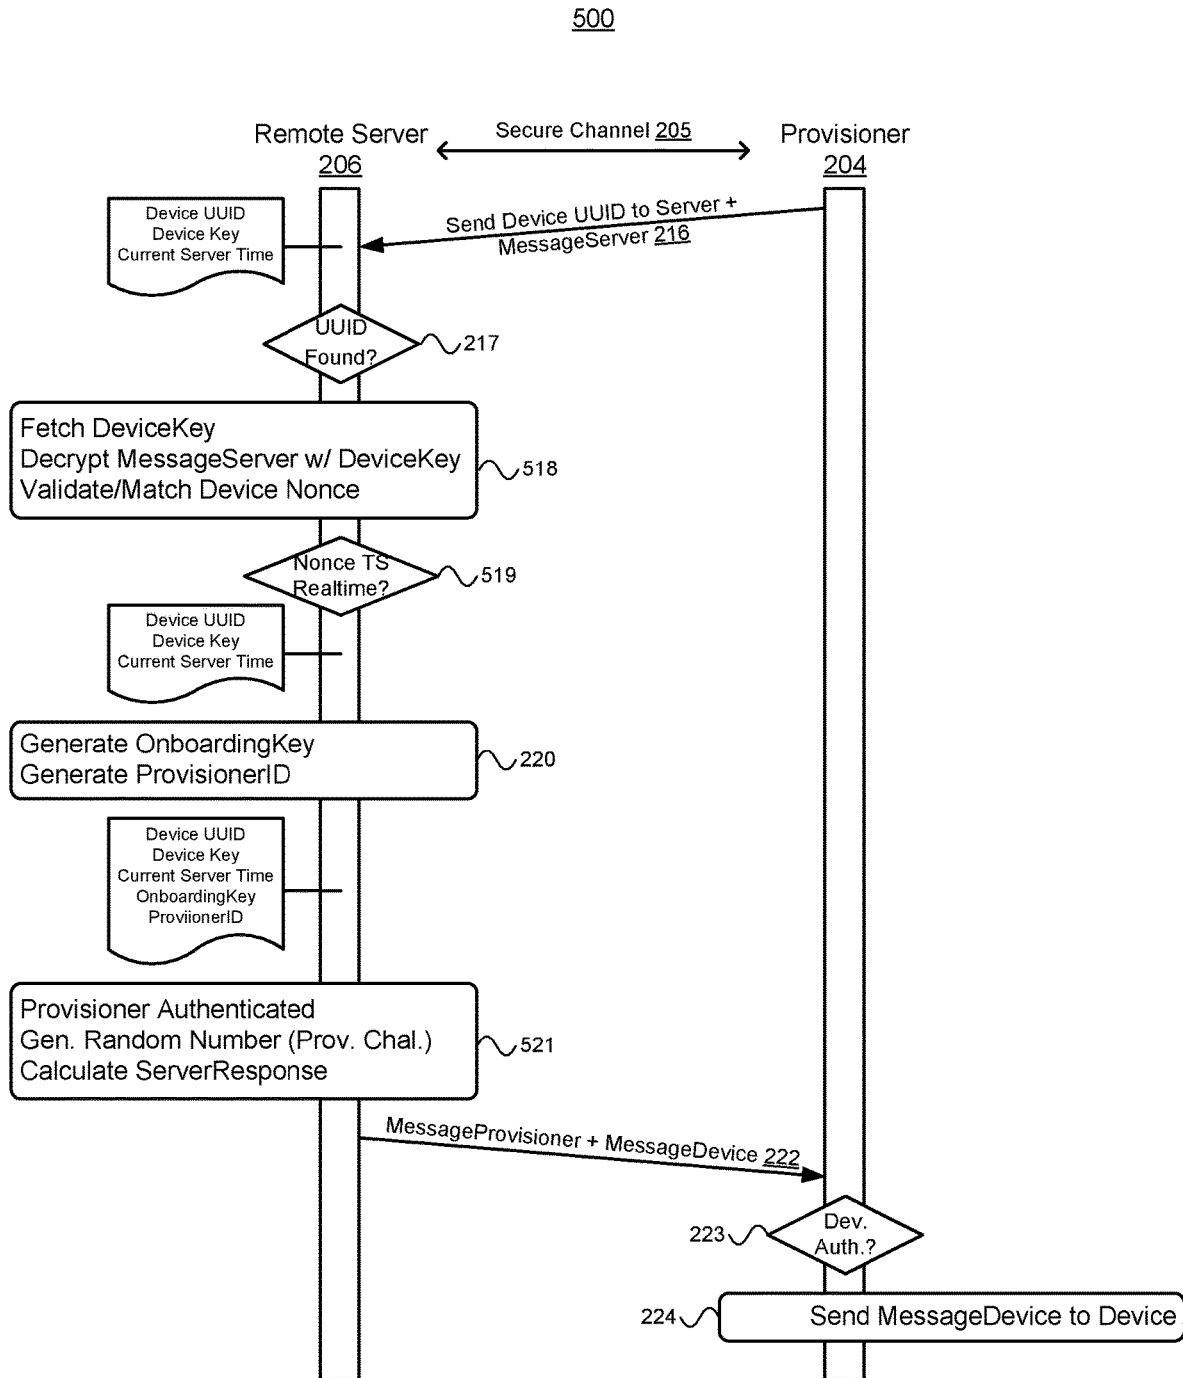 500
Secure Channel 205
Remote Server
206
Provisioner
204
Send Device UUID to Server +
MessageServer 216
Device UUID
Device Key
Current Server Time
UUID
Found?
217
Fetch DeviceKey
Decrypt MessageServer w/ DeviceKey
Validate/Match Device Nonce
518
Nonce TS
Realtime?
519
Device UUID
Device Key
Current Server Time
Generate OnboardingKey
Generate ProvisionerID
220
Device UUID
Device Key
Current Server Time
OnboardingKey
ProviionerID
Provisioner Authenticated
Gen. Random Number (Prov. Chal.)
Calculate ServerResponse
521
MessageProvisioner + MessageDevice 222
223
Dev.
Auth.?
224
Send MessageDevice to Device